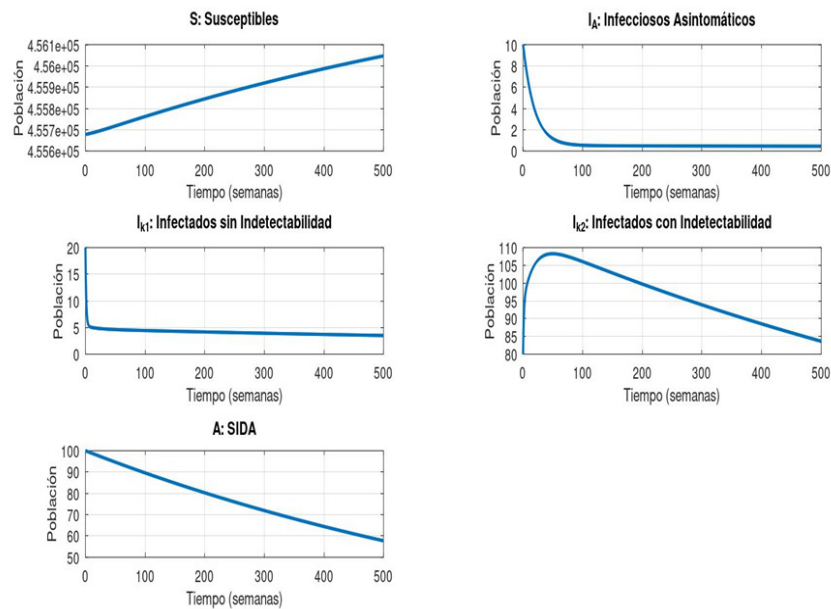 S: Susceptibles
4.561e+05
4.56e+05
4.559e+05
4.558e+05
4.557e+05
4.556e+05
Población
0 100 200 300 400 500
Tiempo (semanas)
I_A: Infecciosos Asintomáticos
10
8
6
4
2
0
Población
0 100 200 300 400 500
Tiempo (semanas)
I_k1: Infectados sin Indetectabilidad
20
15
10
5
0
Población
0 100 200 300 400 500
Tiempo (semanas)
I_k2: Infectados con Indetectabilidad
110
105
100
95
90
85
80
Población
0 100 200 300 400 500
Tiempo (semanas)
A: SIDA
100
90
80
70
60
50
Población
0 100 200 300 400 500
Tiempo (semanas)